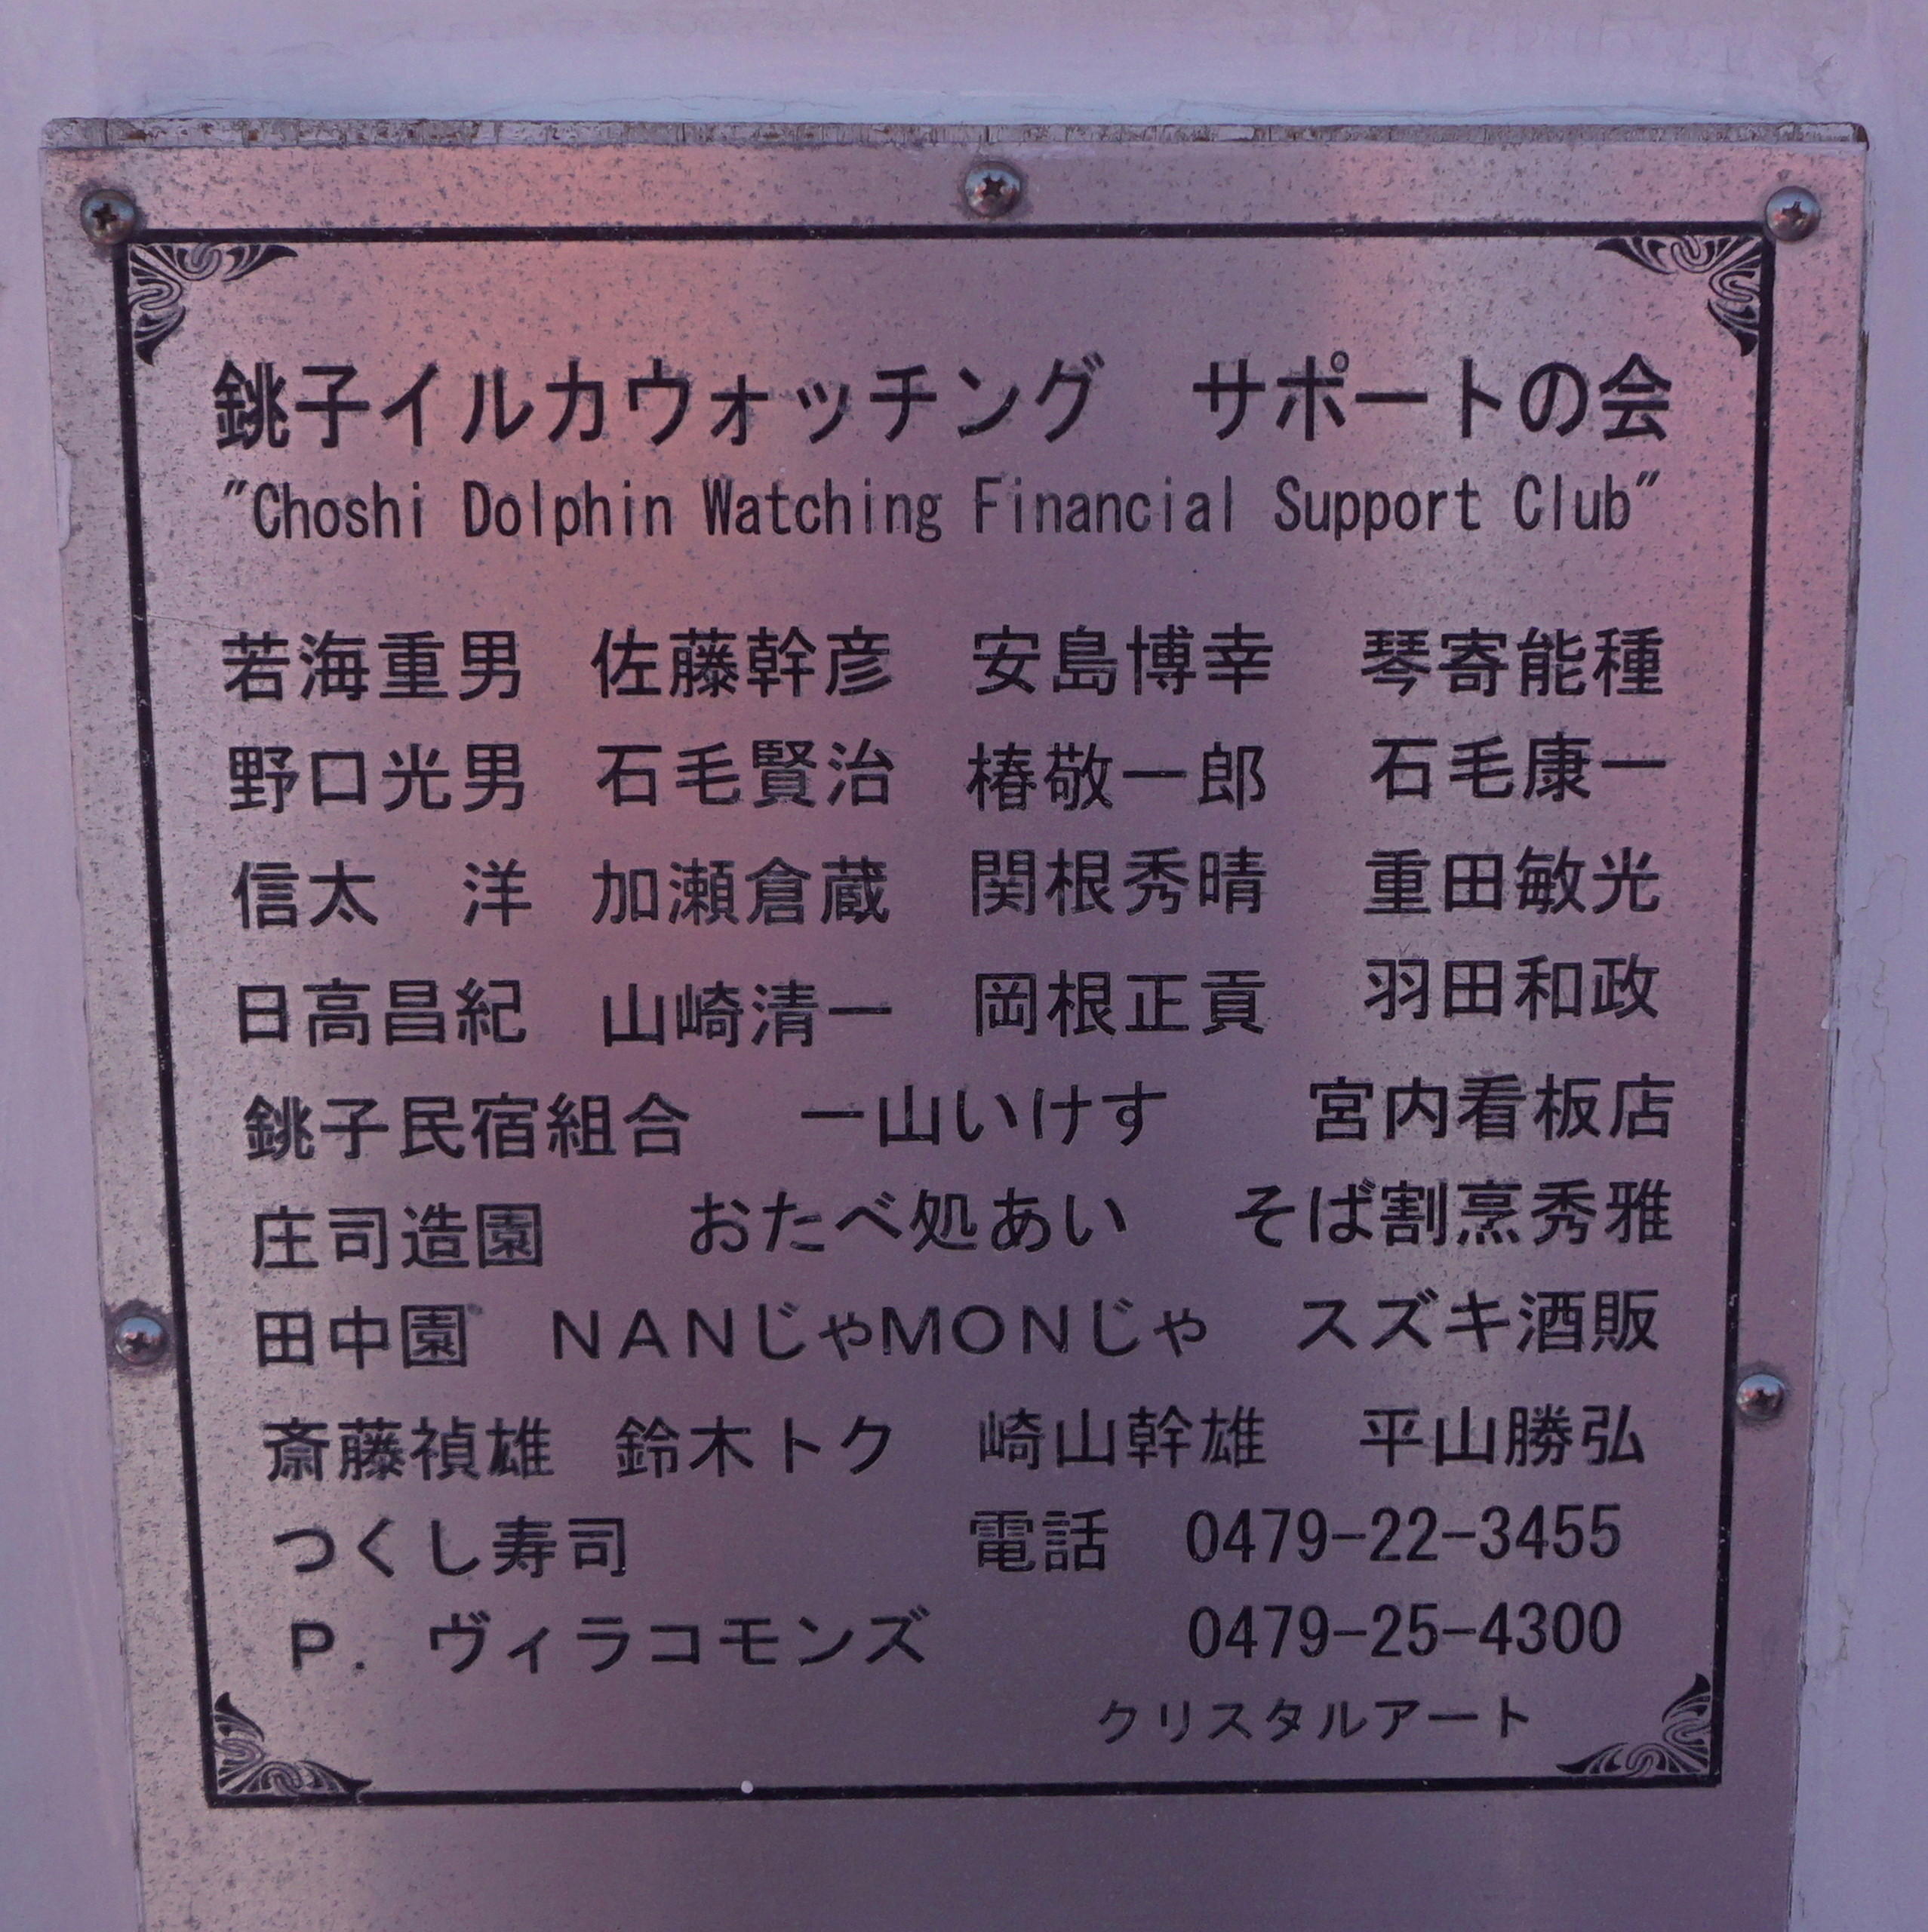 銚子イルカウォッチング サポートの会
"Choshi Dolphin Watching Financial Support Club"
若海重男 佐藤幹彦 安島博幸 琴寄能種
野口光男 石毛賢治 椿敬一郎 石毛康一
信太 洋 加瀬倉蔵 関根秀晴 重田敏光
日高昌紀 山崎清一 岡根正貢 羽田和政
銚子民宿組合 一山いけす 宮内看板店
庄司造園 おたべ処あい そば割烹秀雅
田中園 NANじゃMONじゃ スズキ酒販
斎藤禎雄 鈴木トク 崎山幹雄 平山勝弘
つくし寿司 電話 0479-22-3455
P. ヴィラコモンズ 0479-25-4300
クリスタルアート